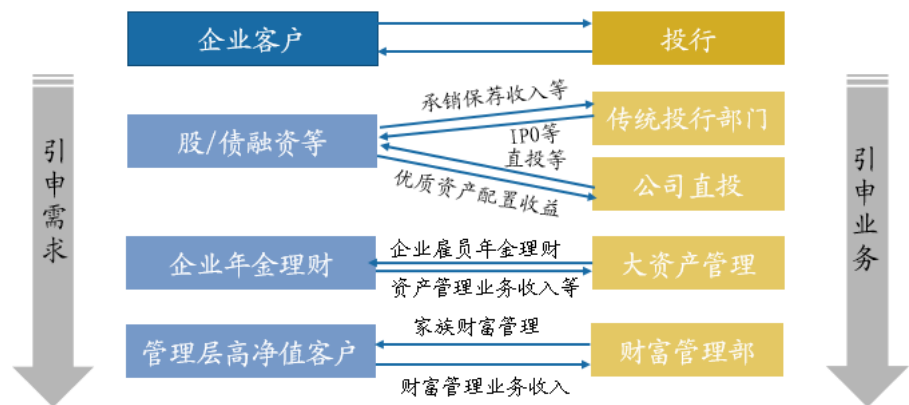 企业客户
投行
承销保荐收入等
股/债融资等
IPO等
传统投行部门
直投等
优质资产配置收益
公司直投
引申需求
引申业务
企业年金理财
企业雇员年金理财
资产管理业务收入等
大资产管理
管理层高净值客户
家族财富管理
财富管理业务收入
财富管理部